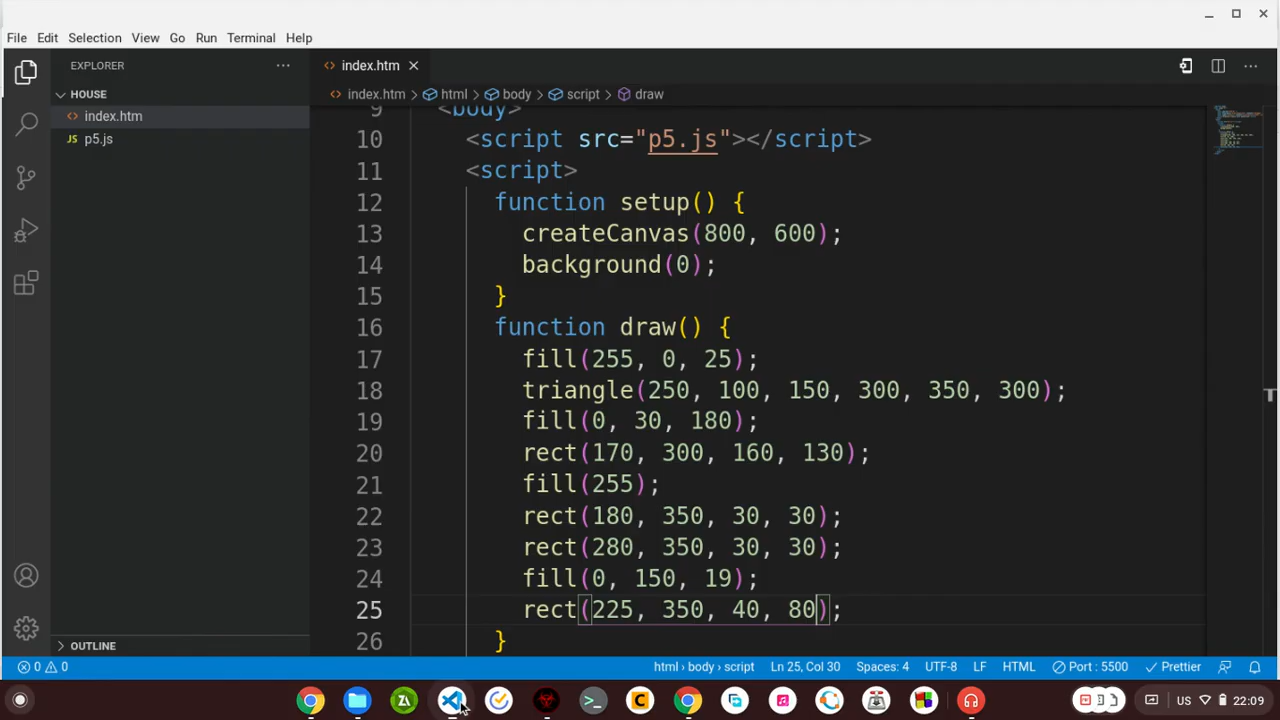 File Edit Selection View Go Run Terminal Help
EXPLORER ...
HOUSE
index.htm
JS p5.js
OUTLINE
index.htm
index.htm > html > body > script > draw
9 <body>
10 <script src="p5.js"></script>
11 <script>
12 function setup() {
13 createCanvas(800, 600);
14 background(0);
15 }
16 function draw() {
17 fill(255, 0, 25);
18 triangle(250, 100, 150, 300, 350, 300);
19 fill(0, 30, 180);
20 rect(170, 300, 160, 130);
21 fill(255);
22 rect(180, 350, 30, 30);
23 rect(280, 350, 30, 30);
24 fill(0, 150, 19);
25 rect(225, 350, 40, 80);
26 }
0 0 html > body > script Ln 25, Col 30 Spaces: 4 UTF-8 LF HTML Port : 5500 Prettier
US 22:09